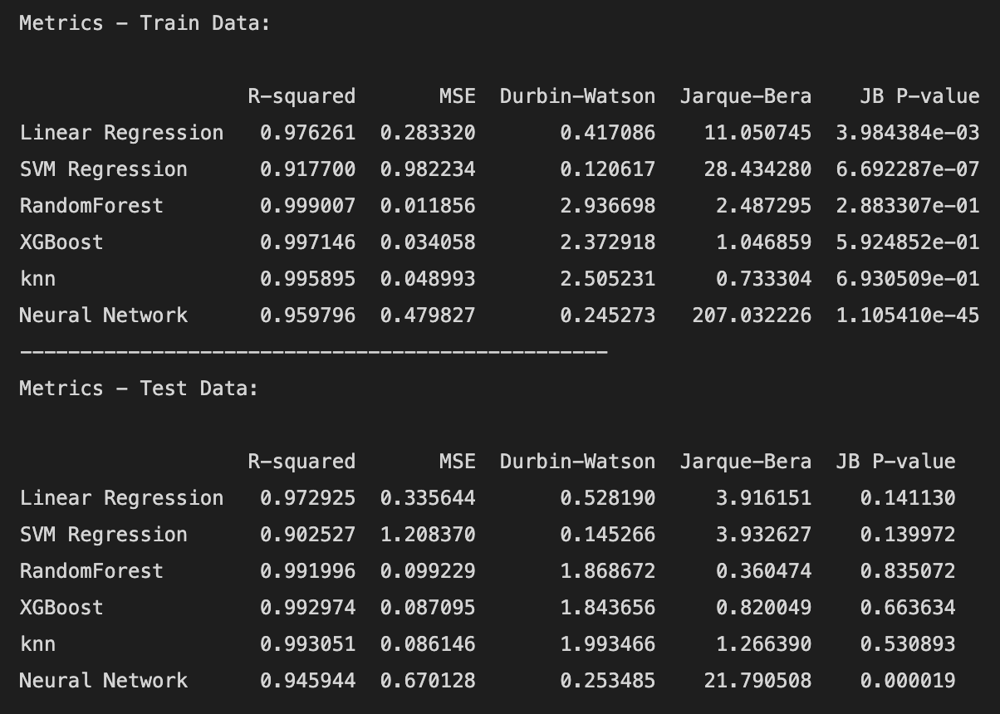 Metrics - Train Data:
R-squared MSE Durbin-Watson Jarque-Bera JB P-value
Linear Regression 0.976261 0.283320 0.417086 11.050745 3.984384e-03
SVM Regression 0.917700 0.982234 0.120617 28.434280 6.692287e-07
RandomForest 0.999007 0.011856 2.936698 2.487295 2.883307e-01
XGBoost 0.997146 0.034058 2.372918 1.046859 5.924852e-01
knn 0.995895 0.048993 2.505231 0.733304 6.930509e-01
Neural Network 0.959796 0.479827 0.245273 207.032226 1.105410e-45
-------------------------------------------------
Metrics - Test Data:
R-squared MSE Durbin-Watson Jarque-Bera JB P-value
Linear Regression 0.972925 0.335644 0.528190 3.916151 0.141130
SVM Regression 0.902527 1.208370 0.145266 3.932627 0.139972
RandomForest 0.991996 0.099229 1.868672 0.360474 0.835072
XGBoost 0.992974 0.087095 1.843656 0.820049 0.663634
knn 0.993051 0.086146 1.993466 1.266390 0.530893
Neural Network 0.945944 0.670128 0.253485 21.790508 0.000019